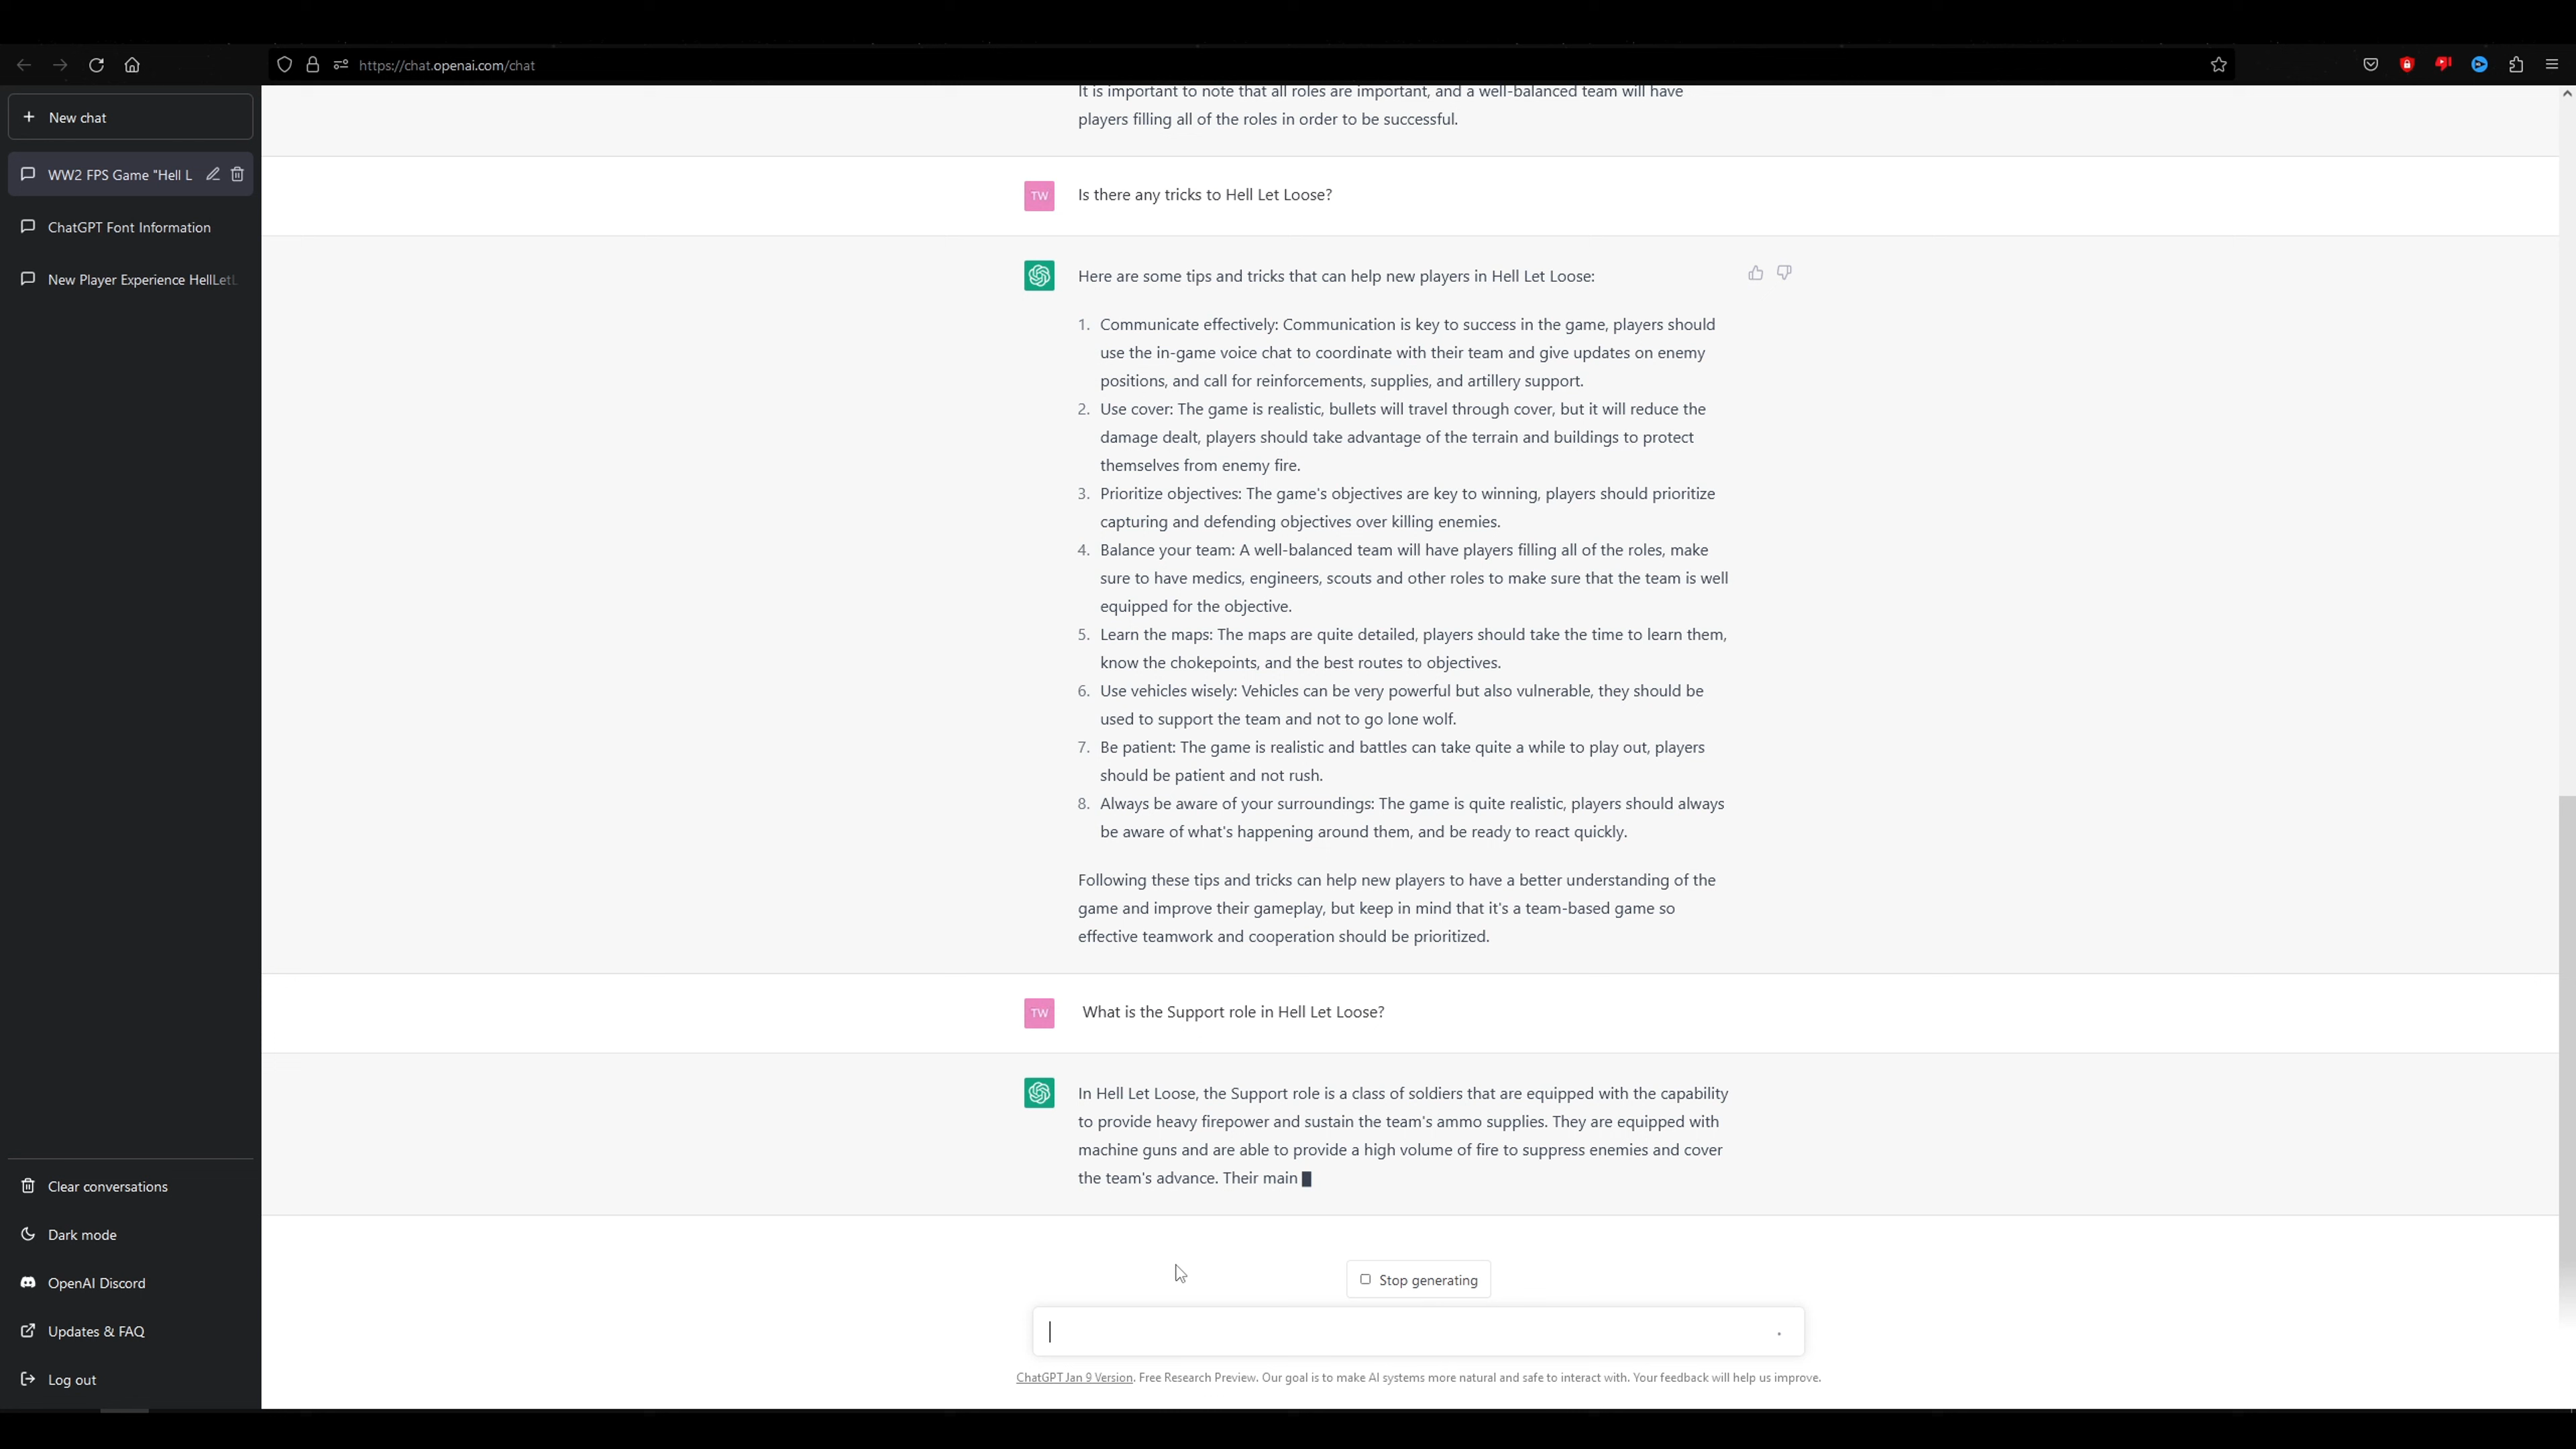 https://chat.openai.com/chat
New chat
WW2 FPS Game "Hell L
ChatGPT Font Information
New Player Experience HellLetL
Clear conversations
Dark mode
OpenAI Discord
Updates & FAQ
Log out
It is important to note that all roles are important, and a well-balanced team will have
players filling all of the roles in order to be successful.
TW
Is there any tricks to Hell Let Loose?
Here are some tips and tricks that can help new players in Hell Let Loose:
1. Communicate effectively: Communication is key to success in the game, players should
use the in-game voice chat to coordinate with their team and give updates on enemy
positions, and call for reinforcements, supplies, and artillery support.
2. Use cover: The game is realistic, bullets will travel through cover, but it will reduce the
damage dealt, players should take advantage of the terrain and buildings to protect
themselves from enemy fire.
3. Prioritize objectives: The game's objectives are key to winning, players should prioritize
capturing and defending objectives over killing enemies.
4. Balance your team: A well-balanced team will have players filling all of the roles, make
sure to have medics, engineers, scouts and other roles to make sure that the team is well
equipped for the objective.
5. Learn the maps: The maps are quite detailed, players should take the time to learn them,
know the chokepoints, and the best routes to objectives.
6. Use vehicles wisely: Vehicles can be very powerful but also vulnerable, they should be
used to support the team and not to go lone wolf.
7. Be patient: The game is realistic and battles can take quite a while to play out, players
should be patient and not rush.
8. Always be aware of your surroundings: The game is quite realistic, players should always
be aware of what's happening around them, and be ready to react quickly.
Following these tips and tricks can help new players to have a better understanding of the
game and improve their gameplay, but keep in mind that it's a team-based game so
effective teamwork and cooperation should be prioritized.
TW
What is the Support role in Hell Let Loose?
In Hell Let Loose, the Support role is a class of soldiers that are equipped with the capability
to provide heavy firepower and sustain the team's ammo supplies. They are equipped with
machine guns and are able to provide a high volume of fire to suppress enemies and cover
the team's advance. Their main
Stop generating
ChatGPT Jan 9 Version. Free Research Preview. Our goal is to make AI systems more natural and safe to interact with. Your feedback will help us improve.